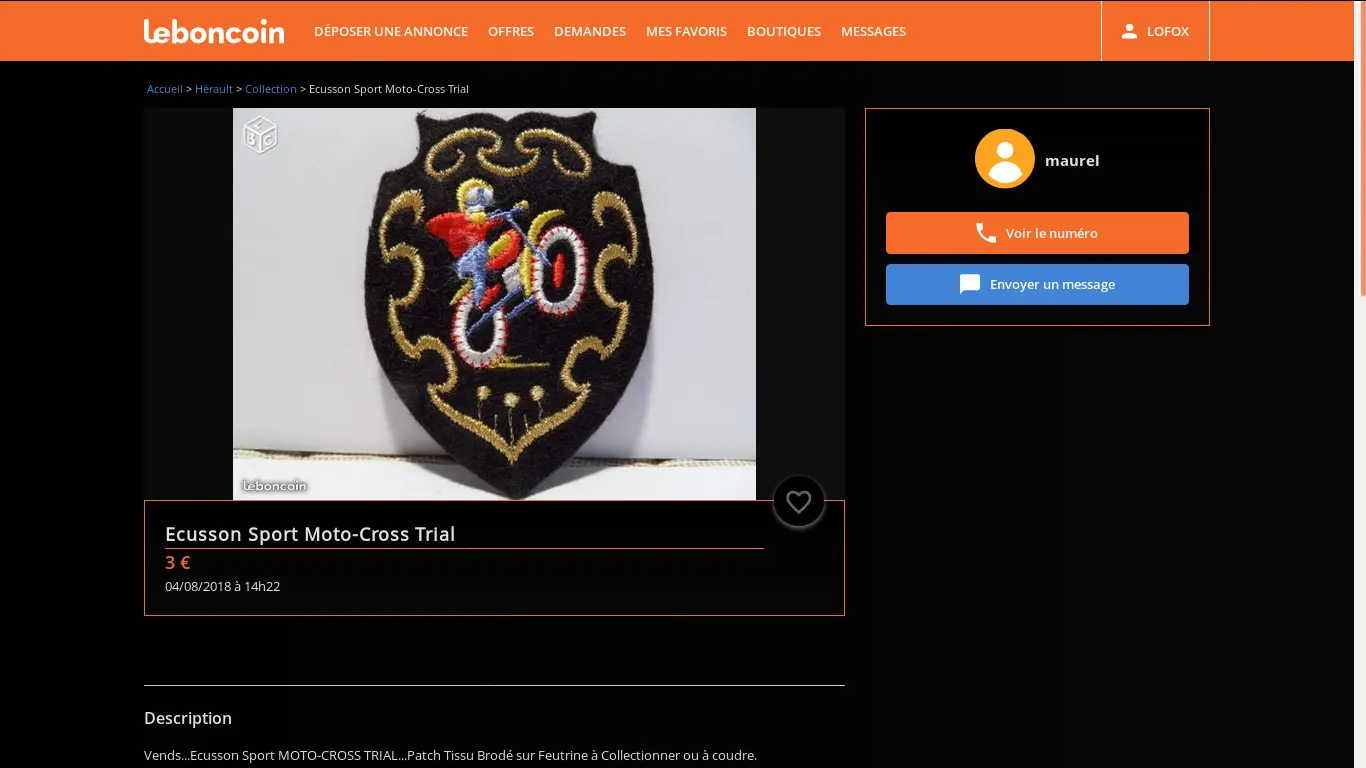 leboncoin
DÉPOSER UNE ANNONCE OFFRES DEMANDES MES FAVORIS BOUTIQUES MESSAGES
LOFOX
Accueil > Hérault > Collection > Ecusson Sport Moto-Cross Trial
LBC
leboncoin
maurel
Voir le numéro
Envoyer un message
Ecusson Sport Moto-Cross Trial
3 €
04/08/2018 à 14h22
Description
Vends...Ecusson Sport MOTO-CROSS TRIAL...Patch Tissu Brodé sur Feutrine à Collectionner ou à coudre.